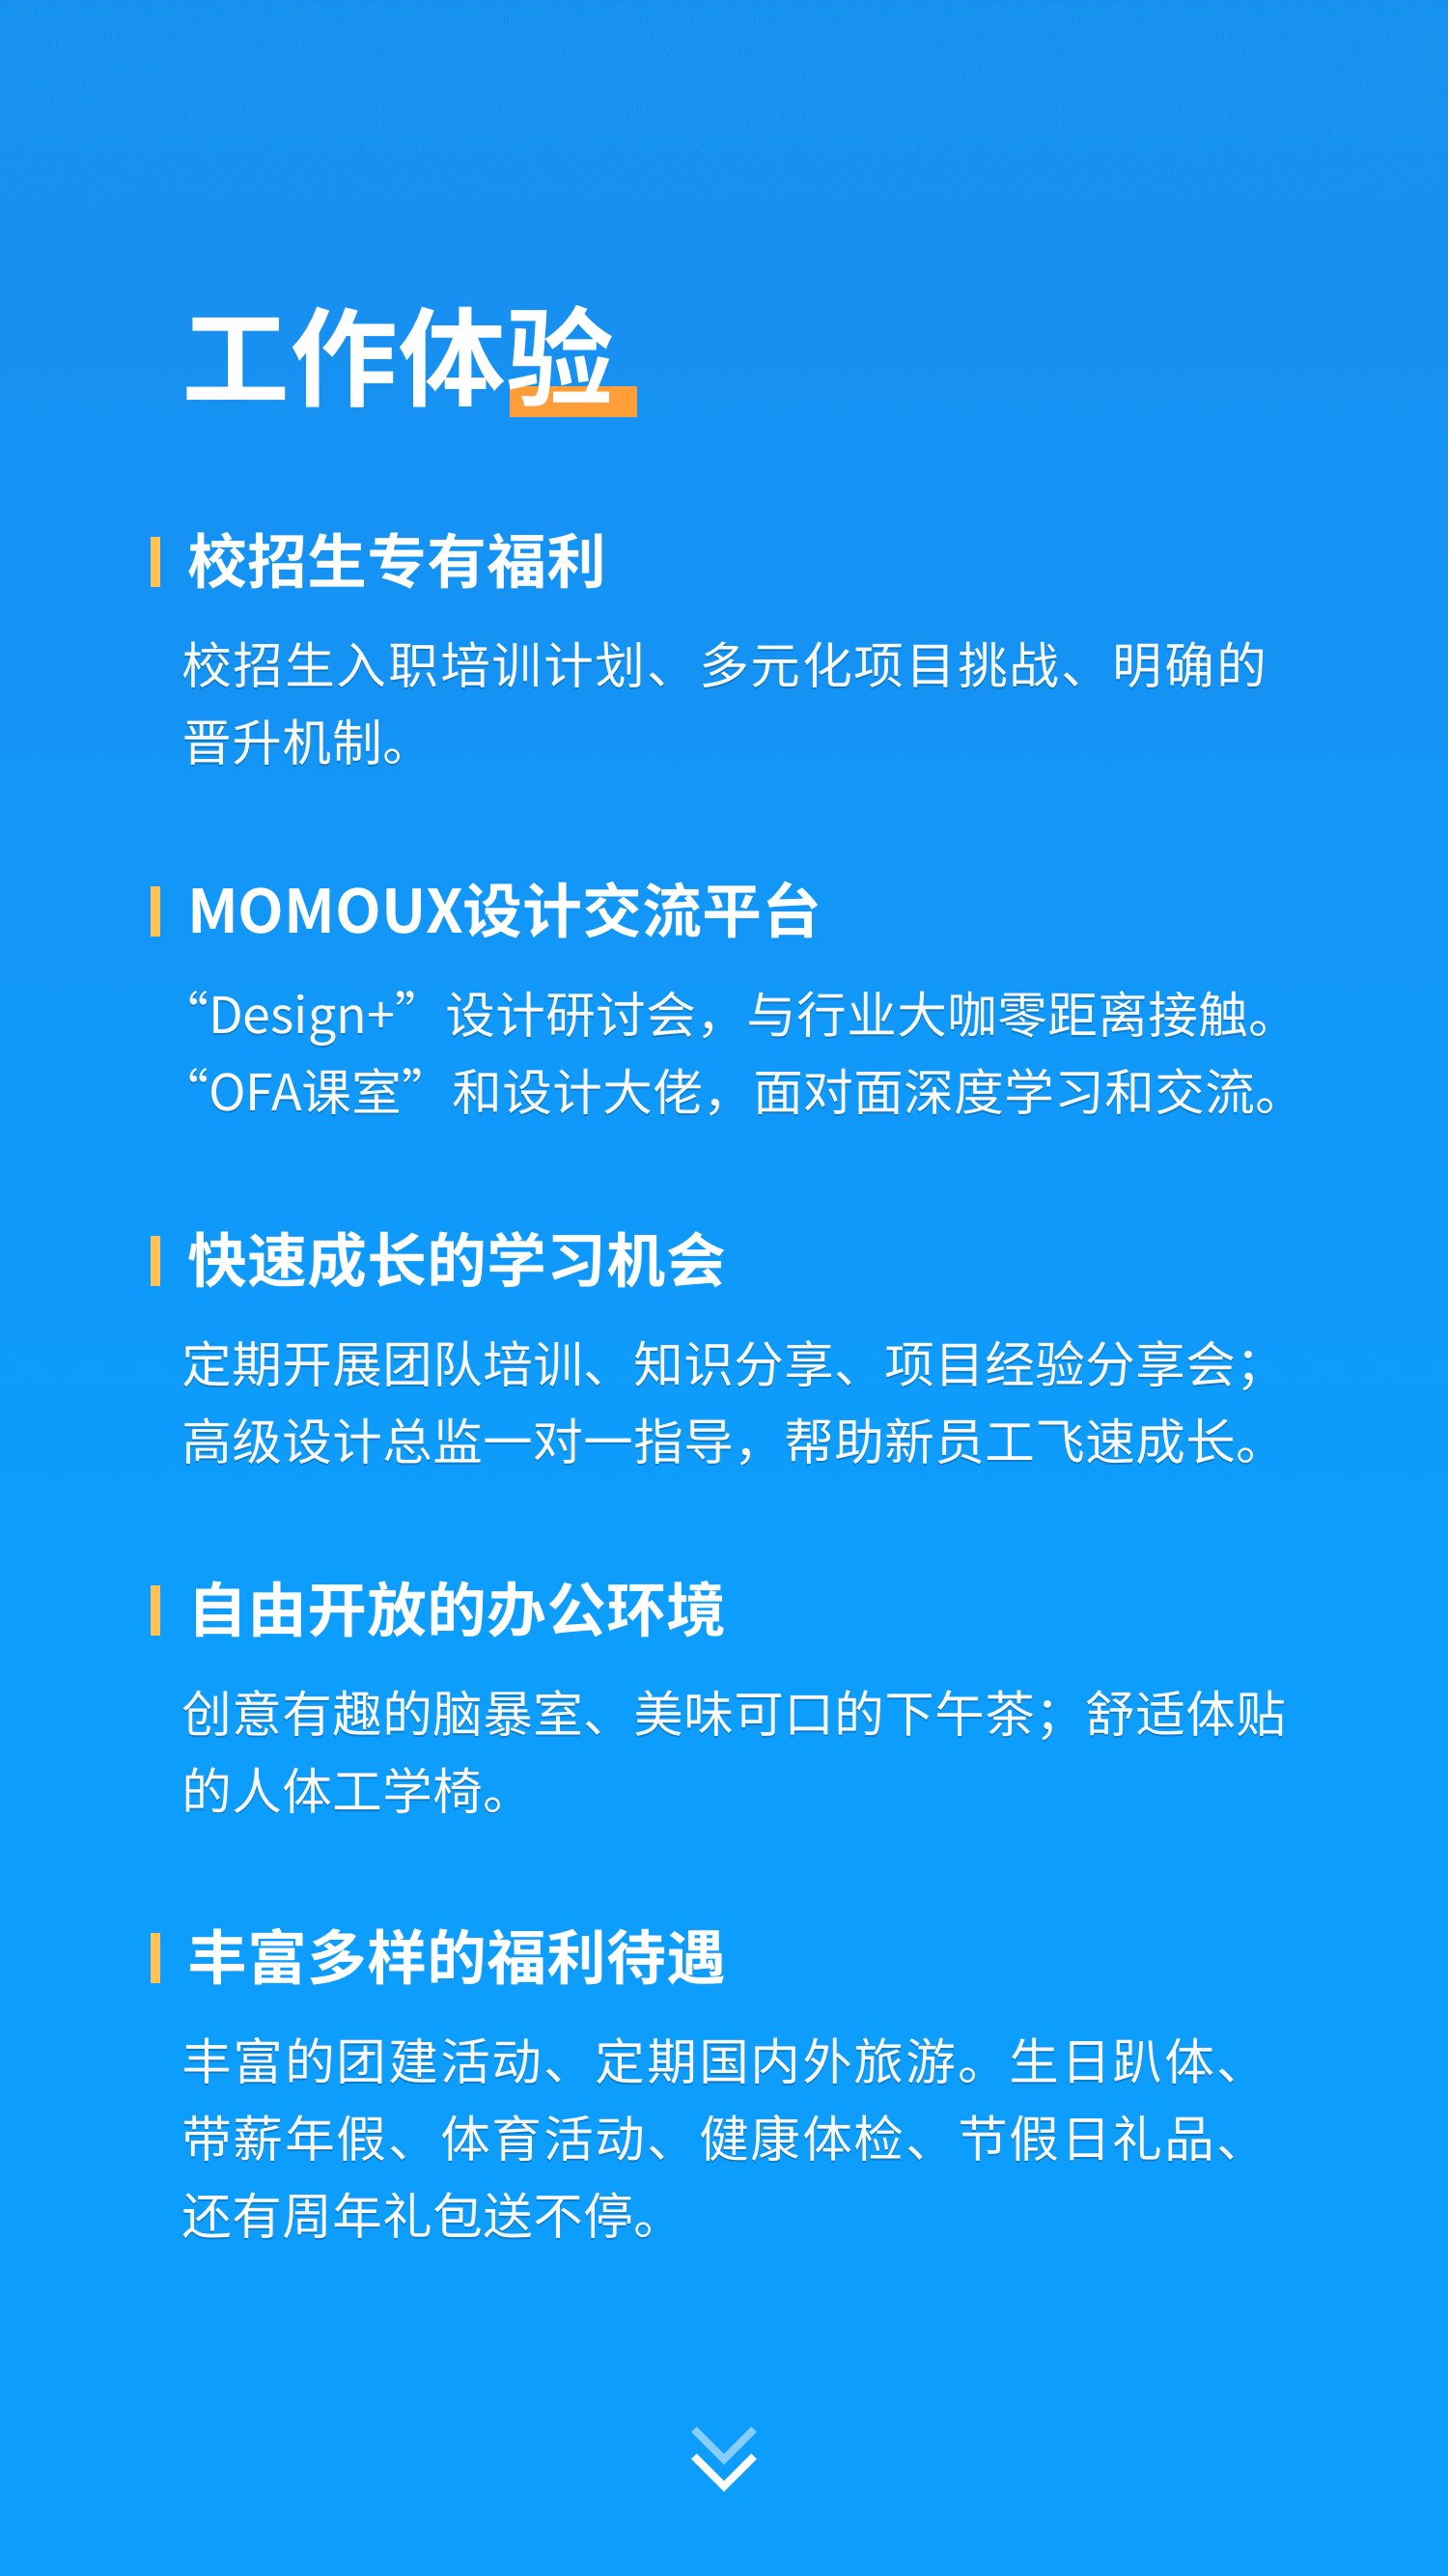 工作体验
校招生专有福利
校招生入职培训计划、多元化项目挑战、明确的
晋升机制。
MOMOUX设计交流平台
“Design+”设计研讨会，与行业大咖零距离接触。
“OFA课室”和设计大佬，面对面深度学习和交流。
快速成长的学习机会
定期开展团队培训、知识分享、项目经验分享会；
高级设计总监一对一指导，帮助新员工飞速成长。
自由开放的办公环境
创意有趣的脑暴室、美味可口的下午茶；舒适体贴
的人体工学椅。
丰富多样的福利待遇
丰富的团建活动、定期国内外旅游。生日趴体、
带薪年假、体育活动、健康体检、节假日礼品、
还有周年礼包送不停。